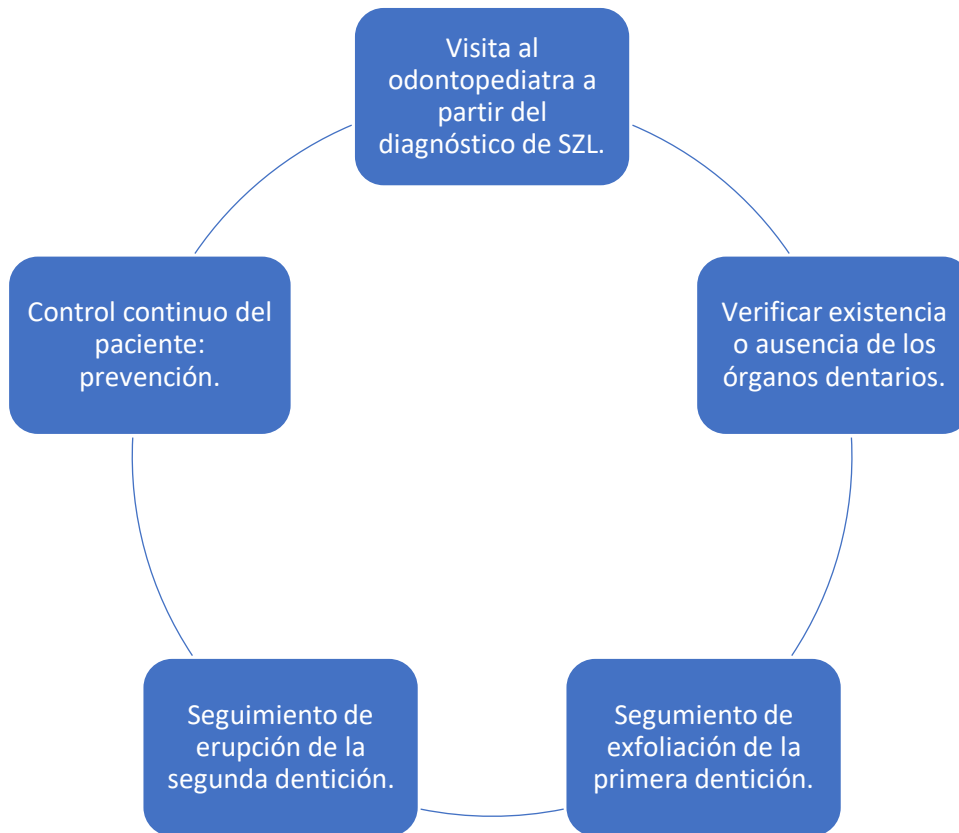 Visita al
odontopediatra a
partir del
diagnóstico de SZL.
Verificar existencia
o ausencia de los
órganos dentarios.
Segumiento de
exfoliación de la
primera dentición.
Seguimiento de
erupción de la
segunda dentición.
Control continuo del
paciente:
prevención.